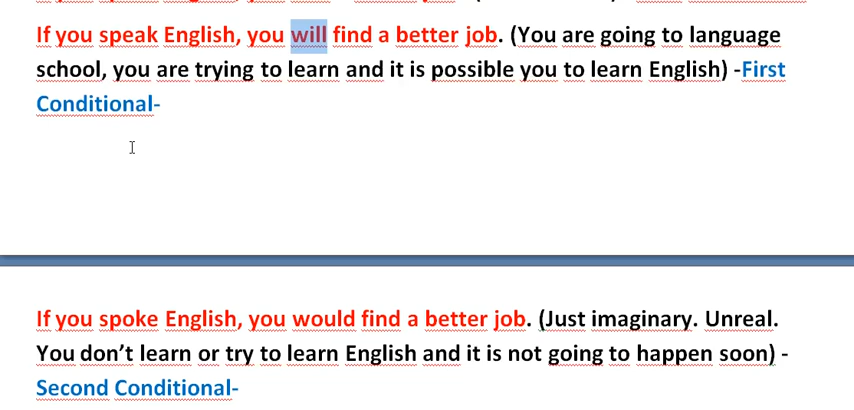 If you speak English, you will find a better job. (You are going to language
school, you are trying to learn and it is possible you to learn English) -First
Conditional-
If you spoke English, you would find a better job. (Just imaginary. Unreal.
You don’t learn or try to learn English and it is not going to happen soon) -
Second Conditional-